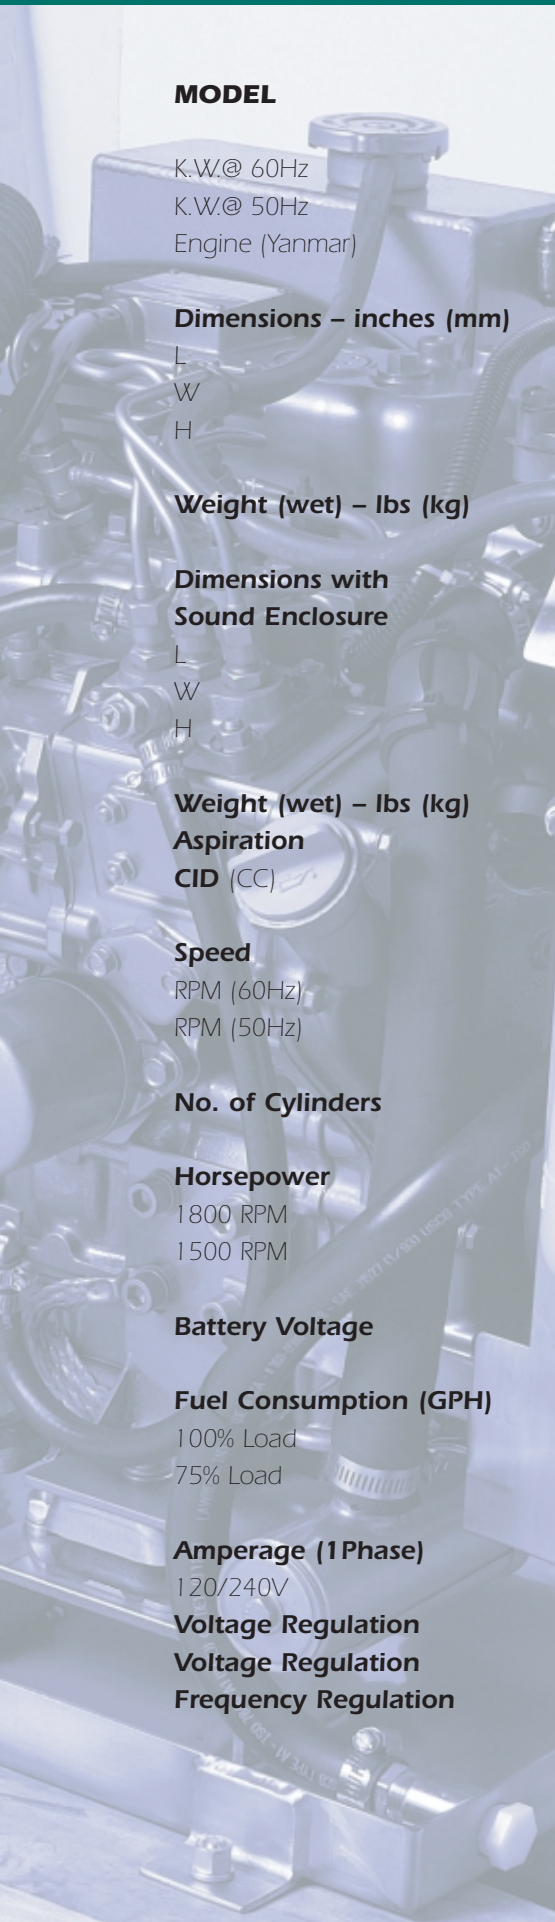 MODEL
K.W.@ 60Hz
K.W.@ 50Hz
Engine (Yanmar)
Dimensions – inches (mm)
L
W
H
Weight (wet) – lbs (kg)
Dimensions with
Sound Enclosure
L
W
H
Weight (wet) – lbs (kg)
Aspiration
CID (CC)
Speed
RPM (60Hz)
RPM (50Hz)
No. of Cylinders
Horsepower
1800 RPM
1500 RPM
Battery Voltage
Fuel Consumption (GPH)
100% Load
75% Load
Amperage (1Phase)
120/240V
Voltage Regulation
Voltage Regulation
Frequency Regulation